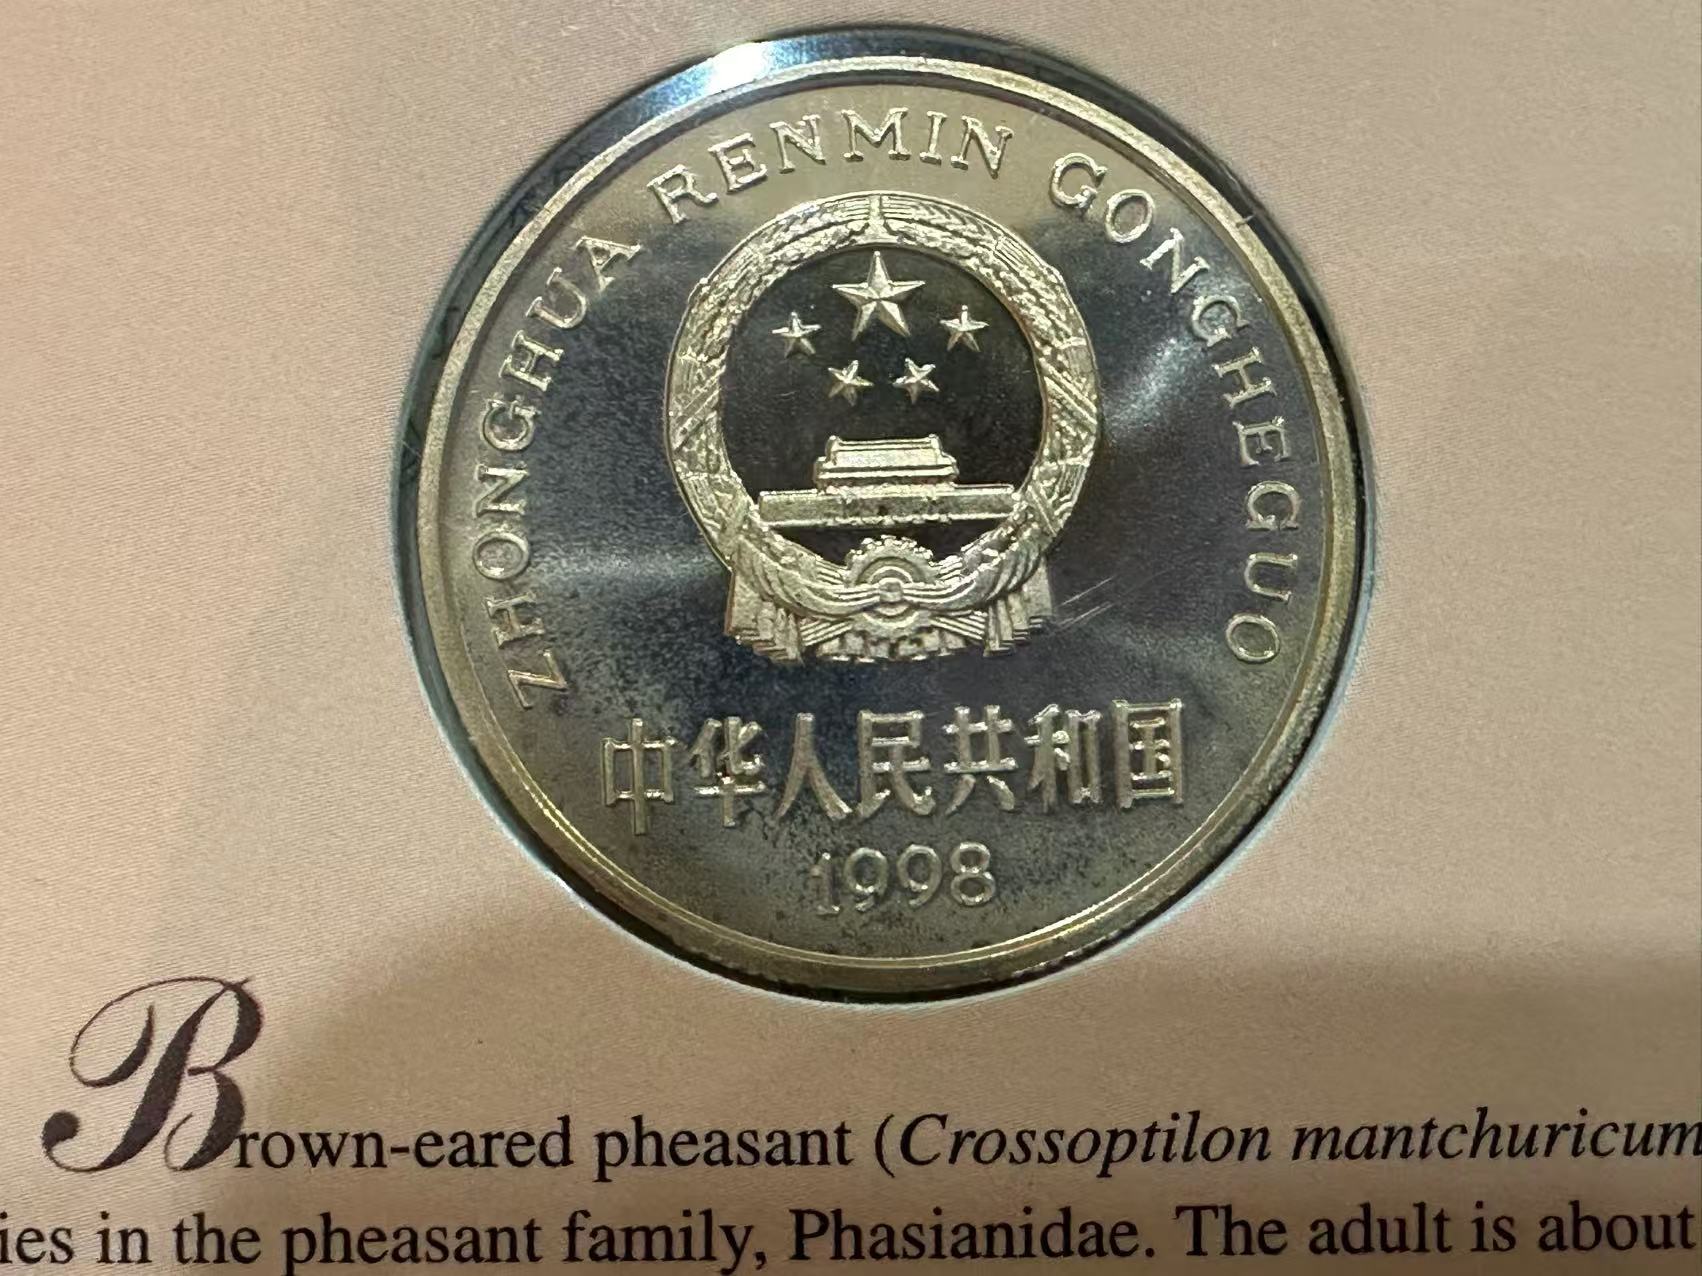 ZHONGHUA RENMIN GONGHEGUO
中华人民共和国
1998
Brown-eared pheasant (Crossoptilon mantchuricum
ies in the pheasant family, Phasianidae. The adult is about